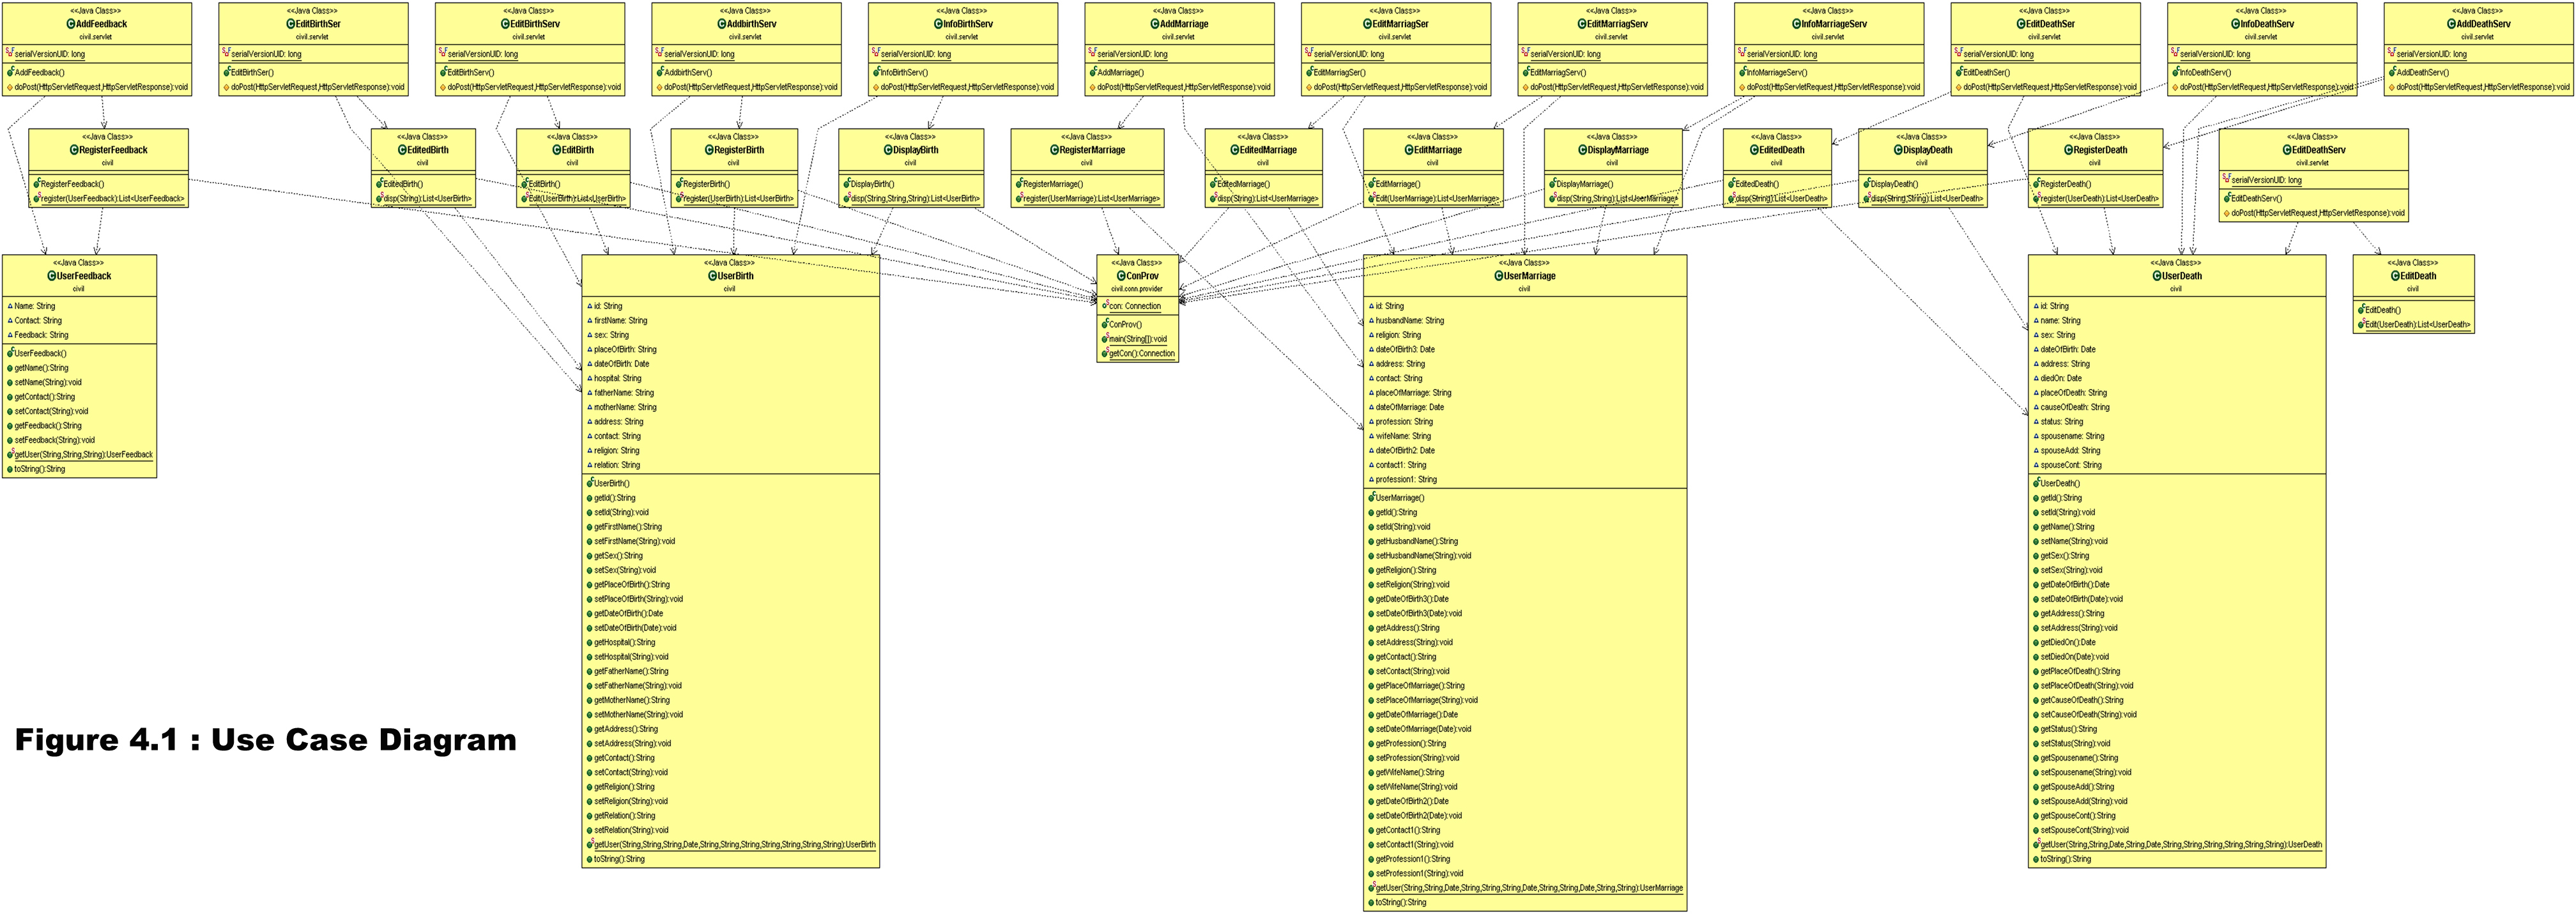 <<Java Class>>
AddFeedback
civil.servlet
serialVersionUID: long
AddFeedback()
doPost(HttpServletRequest,HttpServletResponse):void
<<Java Class>>
EditBirthSer
civil.servlet
serialVersionUID: long
EditBirthSer()
doPost(HttpServletRequest,HttpServletResponse):void
<<Java Class>>
EditBirthServ
civil.servlet
serialVersionUID: long
EditBirthServ()
doPost(HttpServletRequest,HttpServletResponse):void
<<Java Class>>
AddbirthServ
civil.servlet
serialVersionUID: long
AddbirthServ()
doPost(HttpServletRequest,HttpServletResponse):void
<<Java Class>>
InfoBirthServ
civil.servlet
serialVersionUID: long
InfoBirthServ()
doPost(HttpServletRequest,HttpServletResponse):void
<<Java Class>>
AddMarriage
civil.servlet
serialVersionUID: long
AddMarriage()
doPost(HttpServletRequest,HttpServletResponse):void
<<Java Class>>
EditMarriagSer
civil.servlet
serialVersionUID: long
EditMarriagSer()
doPost(HttpServletRequest,HttpServletResponse):void
<<Java Class>>
EditMarriagServ
civil.servlet
serialVersionUID: long
EditMarriagServ()
doPost(HttpServletRequest,HttpServletResponse):void
<<Java Class>>
InfoMarriageServ
civil.servlet
serialVersionUID: long
InfoMarriageServ()
doPost(HttpServletRequest,HttpServletResponse):void
<<Java Class>>
EditDeathSer
civil.servlet
serialVersionUID: long
EditDeathSer()
doPost(HttpServletRequest,HttpServletResponse):void
<<Java Class>>
InfoDeathServ
civil.servlet
serialVersionUID: long
InfoDeathServ()
doPost(HttpServletRequest,HttpServletResponse):void
<<Java Class>>
AddDeathServ
civil.servlet
serialVersionUID: long
AddDeathServ()
doPost(HttpServletRequest,HttpServletResponse):void
<<Java Class>>
RegisterFeedback
civil
RegisterFeedback()
register(UserFeedback):List<UserFeedback>
<<Java Class>>
EditedBirth
civil
EditedBirth()
disp(String):List<UserBirth>
<<Java Class>>
EditBirth
civil
EditBirth()
Edit(UserBirth):List<UserBirth>
<<Java Class>>
RegisterBirth
civil
RegisterBirth()
register(UserBirth):List<UserBirth>
<<Java Class>>
DisplayBirth
civil
DisplayBirth()
disp(String,String,String):List<UserBirth>
<<Java Class>>
RegisterMarriage
civil
RegisterMarriage()
register(UserMarriage):List<UserMarriage>
<<Java Class>>
EditedMarriage
civil
EditedMarriage()
disp(String):List<UserMarriage>
<<Java Class>>
EditMarriage
civil
EditMarriage()
Edit(UserMarriage):List<UserMarriage>
<<Java Class>>
DisplayMarriage
civil
DisplayMarriage()
disp(String,String):List<UserMarriage>
<<Java Class>>
EditedDeath
civil
EditedDeath()
disp(String):List<UserDeath>
<<Java Class>>
DisplayDeath
civil
DisplayDeath()
disp(String,String):List<UserDeath>
<<Java Class>>
RegisterDeath
civil
RegisterDeath()
register(UserDeath):List<UserDeath>
<<Java Class>>
EditDeathServ
civil.servlet
serialVersionUID: long
EditDeathServ()
doPost(HttpServletRequest,HttpServletResponse):void
<<Java Class>>
UserFeedback
civil
Name: String
Contact: String
Feedback: String
UserFeedback()
getName():String
setName(String):void
getContact():String
setContact(String):void
getFeedback():String
setFeedback(String):void
getUser(String,String,String):UserFeedback
toString():String
<<Java Class>>
UserBirth
civil
id: String
firstName: String
sex: String
placeOfBirth: String
dateOfBirth: Date
hospital: String
fatherName: String
motherName: String
address: String
contact: String
religion: String
relation: String
UserBirth()
getId():String
setId(String):void
getFirstName():String
setFirstName(String):void
getSex():String
setSex(String):void
getPlaceOfBirth():String
setPlaceOfBirth(String):void
getDateOfBirth():Date
setDateOfBirth(Date):void
getHospital():String
setHospital(String):void
getFatherName():String
setFatherName(String):void
getMotherName():String
setMotherName(String):void
getAddress():String
setAddress(String):void
getContact():String
setContact(String):void
getReligion():String
setReligion(String):void
getRelation():String
setRelation(String):void
getUser(String,String,String,Date,String,String,String,String,String,String,String):UserBirth
toString():String
<<Java Class>>
ConProv
civil.conn.provider
con: Connection
ConProv()
main(String[]):void
getCon():Connection
<<Java Class>>
UserMarriage
civil
id: String
husbandName: String
religion: String
dateOfBirth3: Date
address: String
contact: String
placeOfMarriage: String
dateOfMarriage: Date
profession: String
wifeName: String
dateOfBirth2: Date
contact1: String
profession1: String
UserMarriage()
getId():String
setId(String):void
getHusbandName():String
setHusbandName(String):void
getReligion():String
setReligion(String):void
getDateOfBirth3():Date
setDateOfBirth3(Date):void
getAddress():String
setAddress(String):void
getContact():String
setContact(String):void
getPlaceOfMarriage():String
setPlaceOfMarriage(String):void
getDateOfMarriage():Date
setDateOfMarriage(Date):void
getProfession():String
setProfession(String):void
getWifeName():String
setWifeName(String):void
getDateOfBirth2():Date
setDateOfBirth2(Date):void
getContact1():String
setContact1(String):void
getProfession1():String
setProfession1(String):void
getUser(String,String,Date,String,String,String,Date,String,String,Date,String,String):UserMarriage
toString():String
<<Java Class>>
UserDeath
civil
id: String
name: String
sex: String
dateOfBirth: Date
address: String
diedOn: Date
placeOfDeath: String
causeOfDeath: String
status: String
spousename: String
spouseAdd: String
spouseCont: String
UserDeath()
getId():String
setId(String):void
getName():String
setName(String):void
getSex():String
setSex(String):void
getDateOfBirth():Date
setDateOfBirth(Date):void
getAddress():String
setAddress(String):void
getDiedOn():Date
setDiedOn(Date):void
getPlaceOfDeath():String
setPlaceOfDeath(String):void
getCauseOfDeath():String
setCauseOfDeath(String):void
getStatus():String
setStatus(String):void
getSpousename():String
setSpousename(String):void
getSpouseAdd():String
setSpouseAdd(String):void
getSpouseCont():String
setSpouseCont(String):void
getUser(String,String,Date,String,Date,String,String,String,String,String,String):UserDeath
toString():String
<<Java Class>>
EditDeath
civil
EditDeath()
Edit(UserDeath):List<UserDeath>
Figure 4.1 : Use Case Diagram